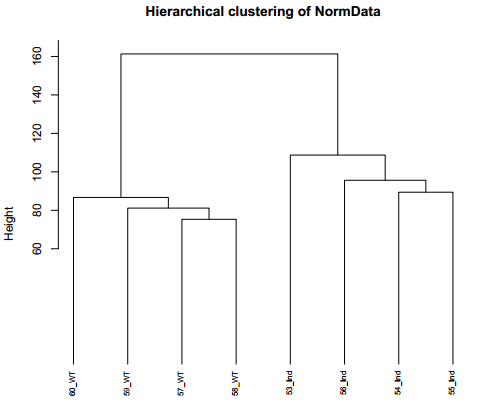 Hierarchical clustering of NormData
160
140
120
100
80
60
Height
60_WT
59_WT
57_WT
58_WT
53_Ind
56_Ind
54_Ind
55_Ind